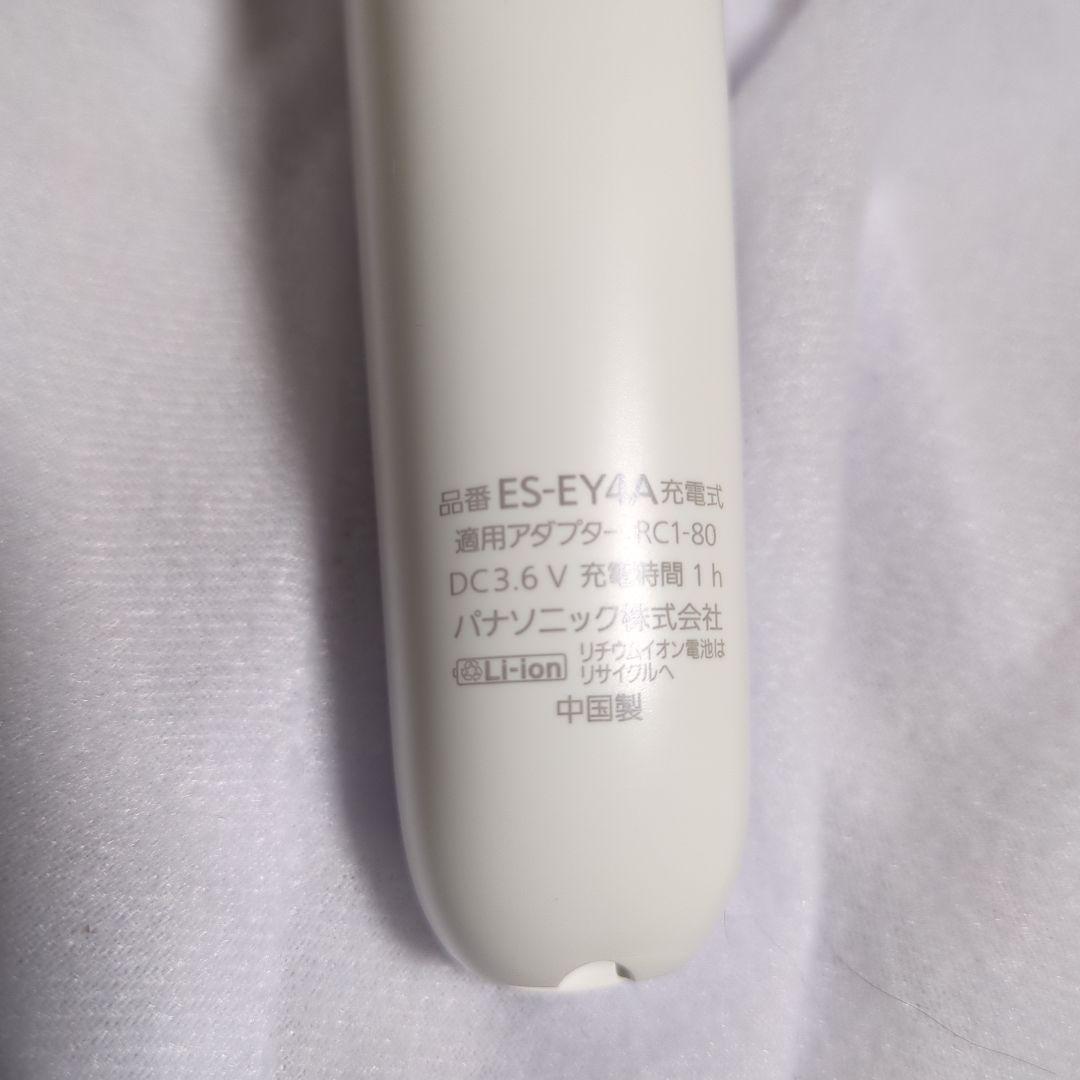 品番 ES-EY4A 充電式
適用アダプター RC1-80
DC3.6V 充電時間 1h
パナソニック株式会社
Li-ion リチウムイオン電池は
リサイクルへ
中国製